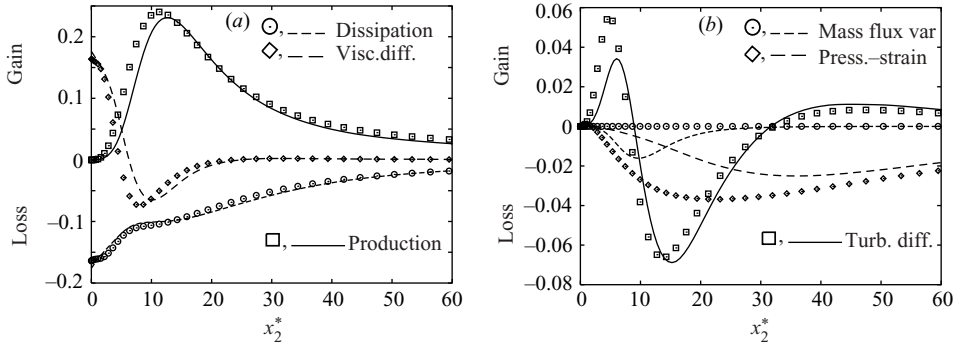 (a)
Gain
Loss
0.2
0.1
0
−0.1
−0.2
Dissipation
Visc.diff.
Production
0 10 20 30 40 50 60
x₂*
(b)
Gain
Loss
0.06
0.04
0.02
0
−0.02
−0.04
−0.06
−0.08
Mass flux var
Press.–strain
Turb. diff.
0 10 20 30 40 50 60
x₂*